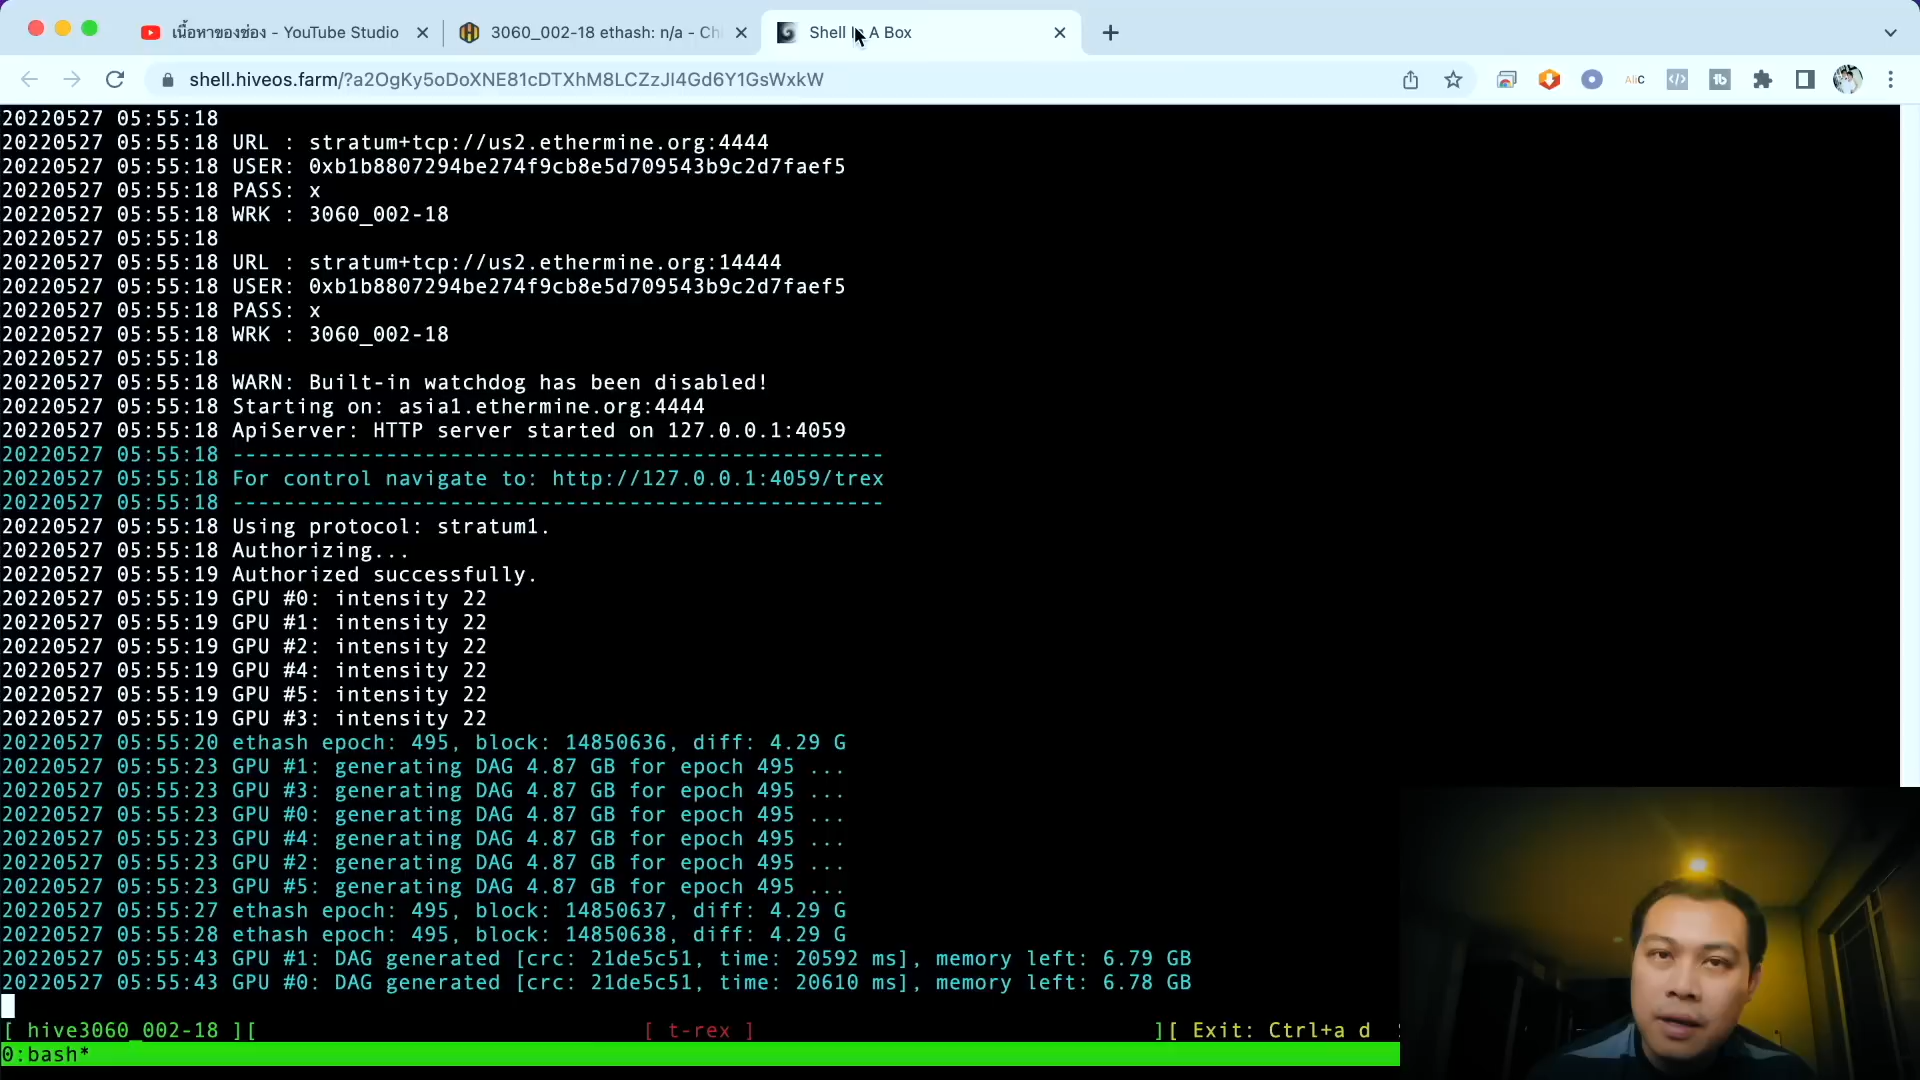 เนื้อหาของช่อง - YouTube Studio
3060_002-18 ethash: n/a - Ch
Shell In A Box
shell.hiveos.farm/?a2OgKy5oDoXNE81cDTXhM8LCZzJl4Gd6Y1GsWxkW
20220527 05:55:18
20220527 05:55:18 URL : stratum+tcp://us2.ethermine.org:4444
20220527 05:55:18 USER: 0xb1b8807294be274f9cb8e5d709543b9c2d7faef5
20220527 05:55:18 PASS: x
20220527 05:55:18 WRK : 3060_002-18
20220527 05:55:18
20220527 05:55:18 URL : stratum+tcp://us2.ethermine.org:14444
20220527 05:55:18 USER: 0xb1b8807294be274f9cb8e5d709543b9c2d7faef5
20220527 05:55:18 PASS: x
20220527 05:55:18 WRK : 3060_002-18
20220527 05:55:18
20220527 05:55:18 WARN: Built-in watchdog has been disabled!
20220527 05:55:18 Starting on: asia1.ethermine.org:4444
20220527 05:55:18 ApiServer: HTTP server started on 127.0.0.1:4059
20220527 05:55:18 ---------------------------------------------------
20220527 05:55:18 For control navigate to: http://127.0.0.1:4059/trex
20220527 05:55:18 ---------------------------------------------------
20220527 05:55:18 Using protocol: stratum1.
20220527 05:55:18 Authorizing...
20220527 05:55:19 Authorized successfully.
20220527 05:55:19 GPU #0: intensity 22
20220527 05:55:19 GPU #1: intensity 22
20220527 05:55:19 GPU #2: intensity 22
20220527 05:55:19 GPU #4: intensity 22
20220527 05:55:19 GPU #5: intensity 22
20220527 05:55:19 GPU #3: intensity 22
20220527 05:55:20 ethash epoch: 495, block: 14850636, diff: 4.29 G
20220527 05:55:23 GPU #1: generating DAG 4.87 GB for epoch 495 ...
20220527 05:55:23 GPU #3: generating DAG 4.87 GB for epoch 495 ...
20220527 05:55:23 GPU #0: generating DAG 4.87 GB for epoch 495 ...
20220527 05:55:23 GPU #4: generating DAG 4.87 GB for epoch 495 ...
20220527 05:55:23 GPU #2: generating DAG 4.87 GB for epoch 495 ...
20220527 05:55:23 GPU #5: generating DAG 4.87 GB for epoch 495 ...
20220527 05:55:27 ethash epoch: 495, block: 14850637, diff: 4.29 G
20220527 05:55:28 ethash epoch: 495, block: 14850638, diff: 4.29 G
20220527 05:55:43 GPU #1: DAG generated [crc: 21de5c51, time: 20592 ms], memory left: 6.79 GB
20220527 05:55:43 GPU #0: DAG generated [crc: 21de5c51, time: 20610 ms], memory left: 6.78 GB
[ hive3060_002-18 ][ [ t-rex ] ][ Exit: Ctrl+a d
0:bash*